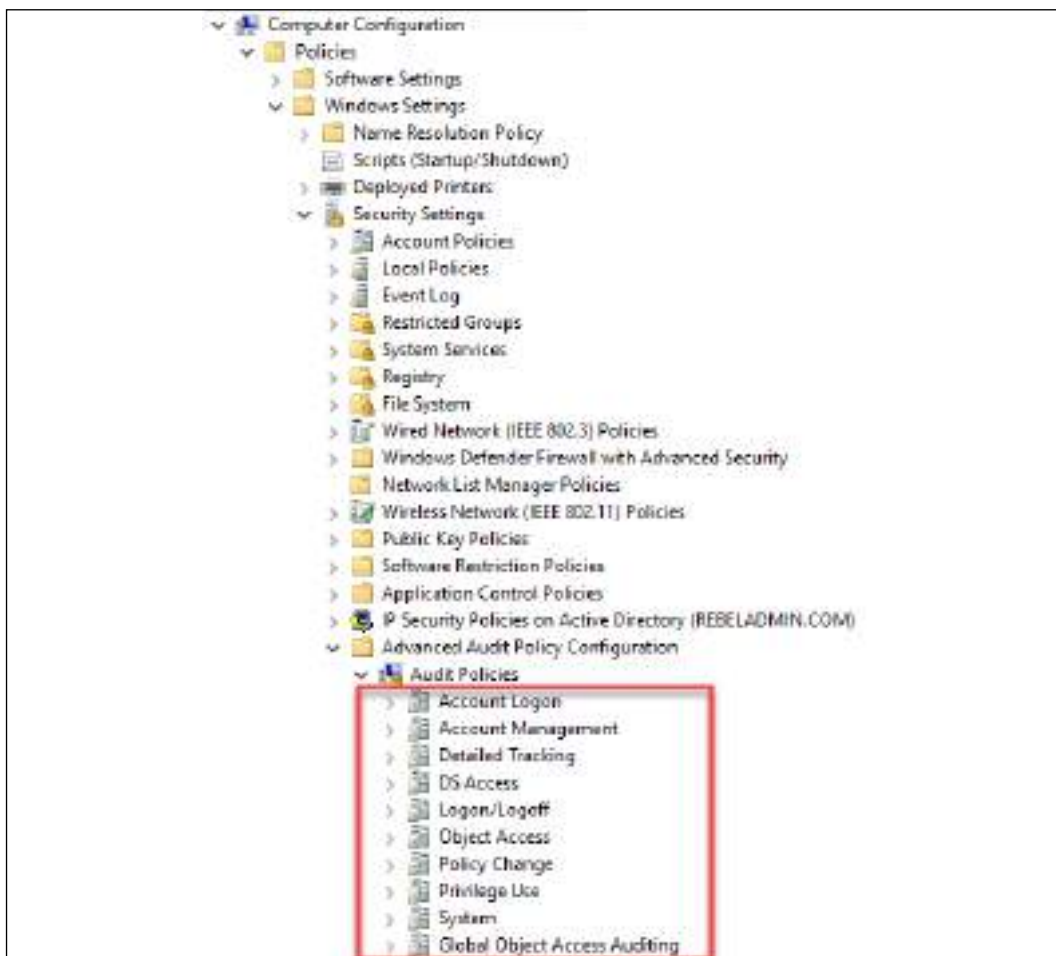 Computer Configuration
Policies
Software Settings
Windows Settings
Name Resolution Policy
Scripts (Startup/Shutdown)
Deployed Printers
Security Settings
Account Policies
Local Policies
Event Log
Restricted Groups
System Services
Registry
File System
Wired Network (IEEE 802.3) Policies
Windows Defender Firewall with Advanced Security
Network List Manager Policies
Wireless Network (IEEE 802.11) Policies
Public Key Policies
Software Restriction Policies
Application Control Policies
IP Security Policies on Active Directory (REBELADMIN.COM)
Advanced Audit Policy Configuration
Audit Policies
Account Logon
Account Management
Detailed Tracking
DS Access
Logon/Logoff
Object Access
Policy Change
Privilege Use
System
Global Object Access Auditing